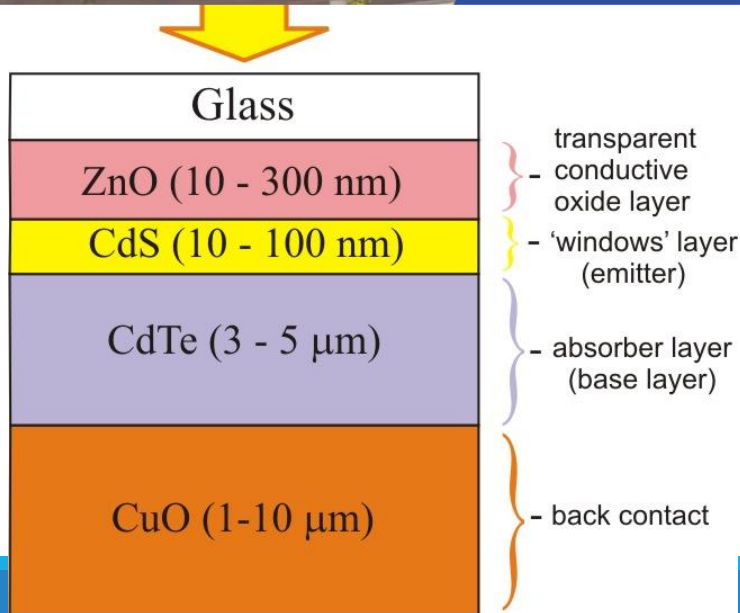 Glass
ZnO (10 - 300 nm)
- transparent
conductive
oxide layer
CdS (10 - 100 nm)
- 'windows' layer
(emitter)
CdTe (3 - 5 μm)
- absorber layer
(base layer)
CuO (1-10 μm)
- back contact